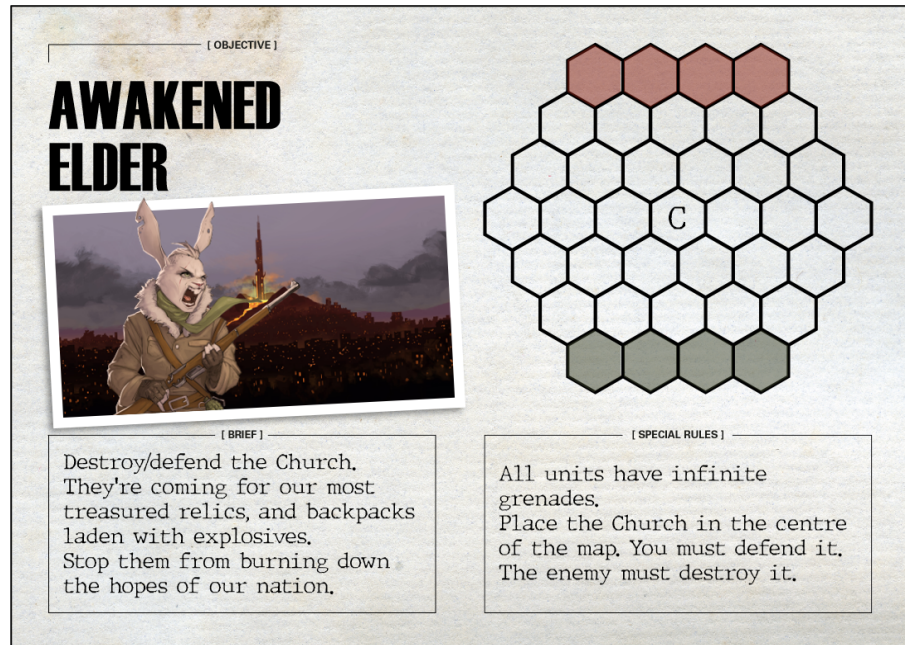 [ OBJECTIVE ]
AWAKENED
ELDER
C
[ BRIEF ]
Destroy/defend the Church.
They're coming for our most
treasured relics, and backpacks
laden with explosives.
Stop them from burning down
the hopes of our nation.
[ SPECIAL RULES ]
All units have infinite
grenades.
Place the Church in the centre
of the map. You must defend it.
The enemy must destroy it.